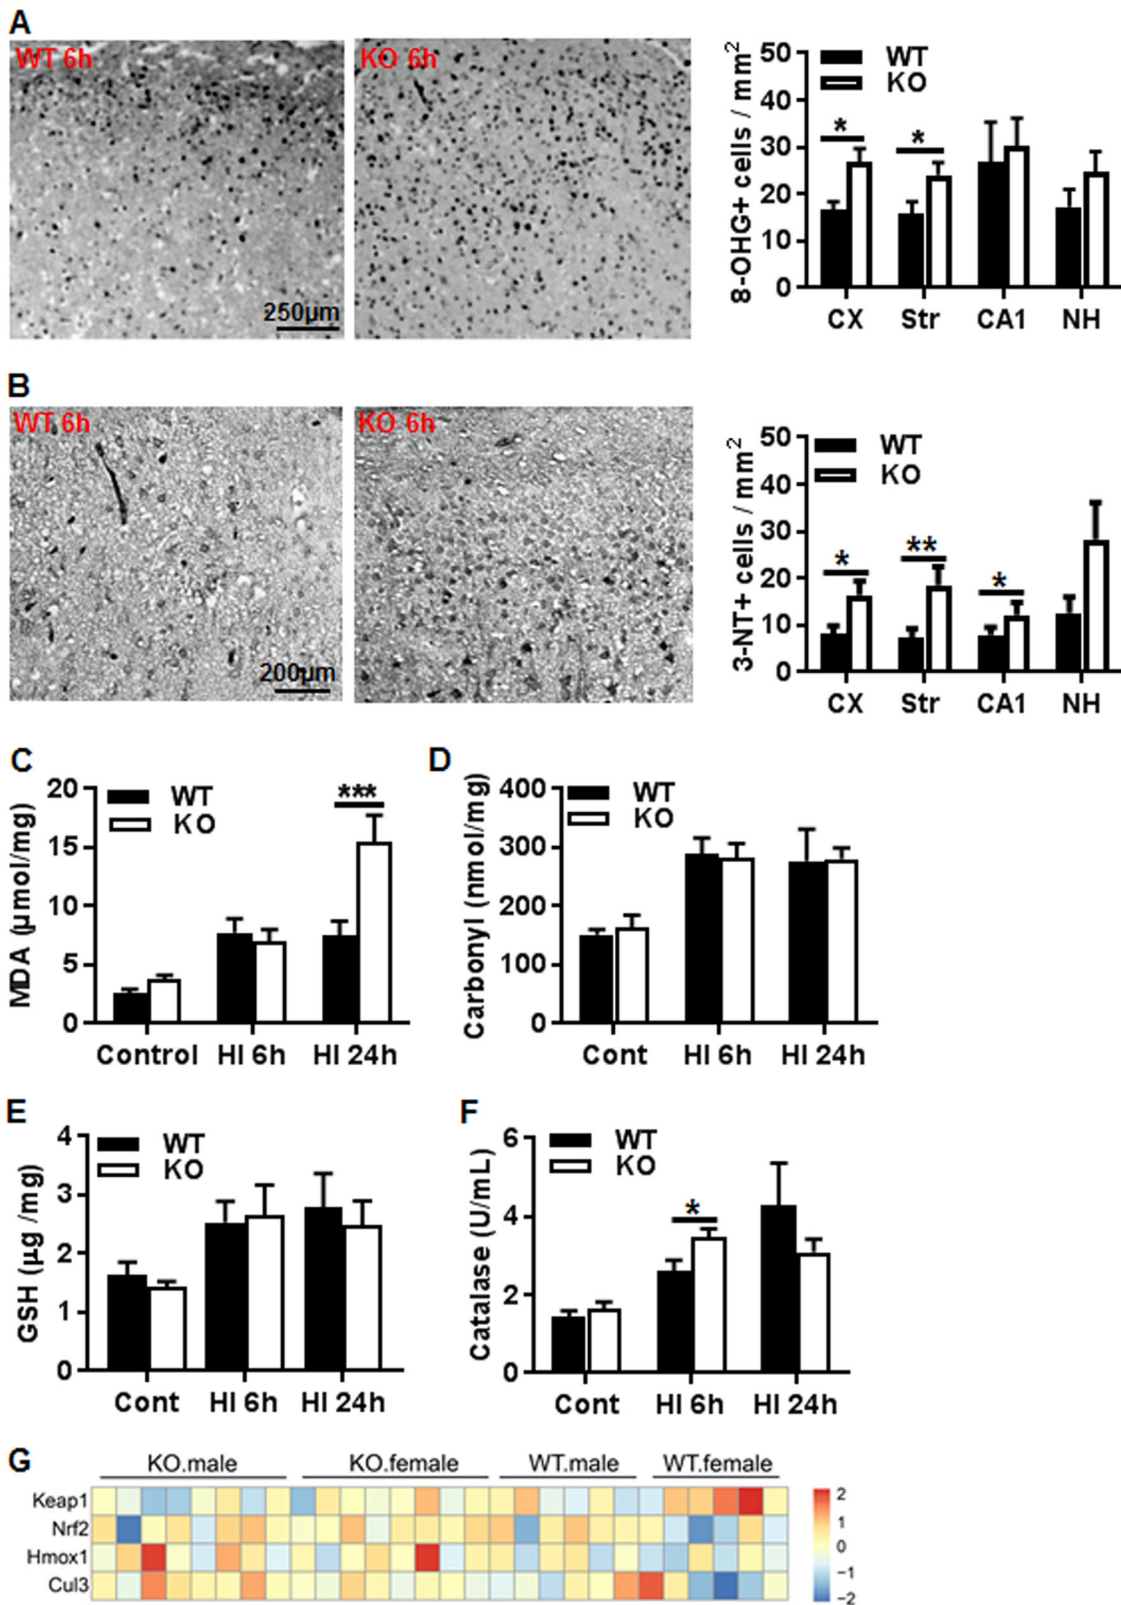 A
WT 6h
KO 6h
250μm
8-OHG+ cells / mm²
50
40
30
20
10
0
WT
KO
*
*
CX Str CA1 NH
B
WT 6h
KO 6h
200μm
3-NT+ cells / mm²
50
40
30
20
10
0
WT
KO
*
**
*
CX Str CA1 NH
C
MDA (μmol/mg)
20
15
10
5
0
WT
KO
***
Control HI 6h HI 24h
D
Carbonyl (nmol/mg)
400
300
200
100
0
WT
KO
Cont HI 6h HI 24h
E
GSH (μg /mg)
4
3
2
1
0
WT
KO
Cont HI 6h HI 24h
F
Catalase (U/mL)
6
4
2
0
WT
KO
*
Cont HI 6h HI 24h
G
KO.male KO.female WT.male WT.female
Keap1
Nrf2
Hmox1
Cul3
2
1
0
−1
−2